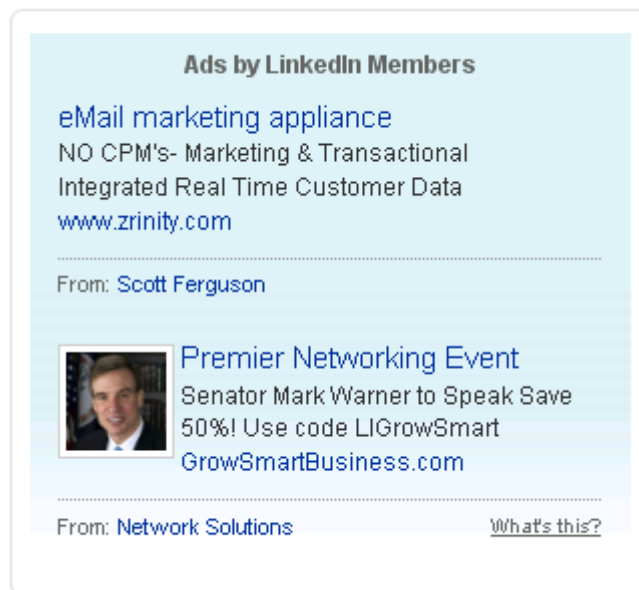 Ads by LinkedIn Members
eMail marketing appliance
NO CPM's- Marketing & Transactional
Integrated Real Time Customer Data
www.zrinity.com
From: Scott Ferguson
Premier Networking Event
Senator Mark Warner to Speak Save
50%! Use code LIGrowSmart
GrowSmartBusiness.com
From: Network Solutions
What's this?